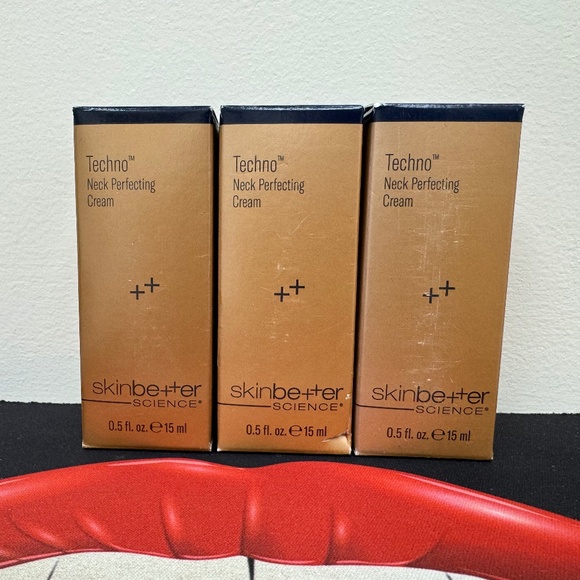 Techno™
Neck Perfecting
Cream
++
skinbetter
SCIENCE®
0.5 fl. oz. ℮ 15 ml
Techno™
Neck Perfecting
Cream
++
skinbetter
SCIENCE®
0.5 fl. oz. ℮ 15 ml
Techno™
Neck Perfecting
Cream
++
skinbetter
SCIENCE®
0.5 fl. oz. ℮ 15 ml